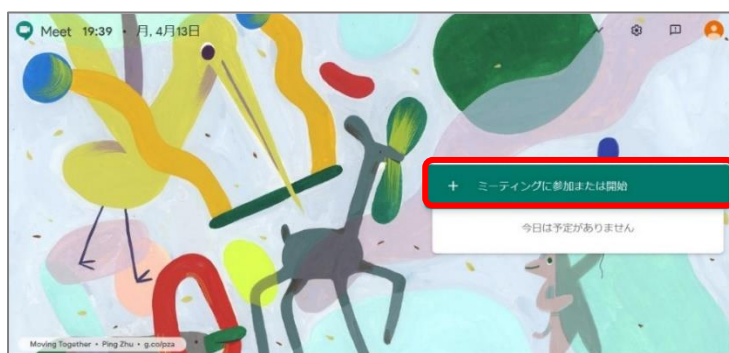 Meet 19:39 • 月, 4月13日
+ ミーティングに参加または開始
今日は予定がありません
Moving Together • Ping Zhu • g.co/pza